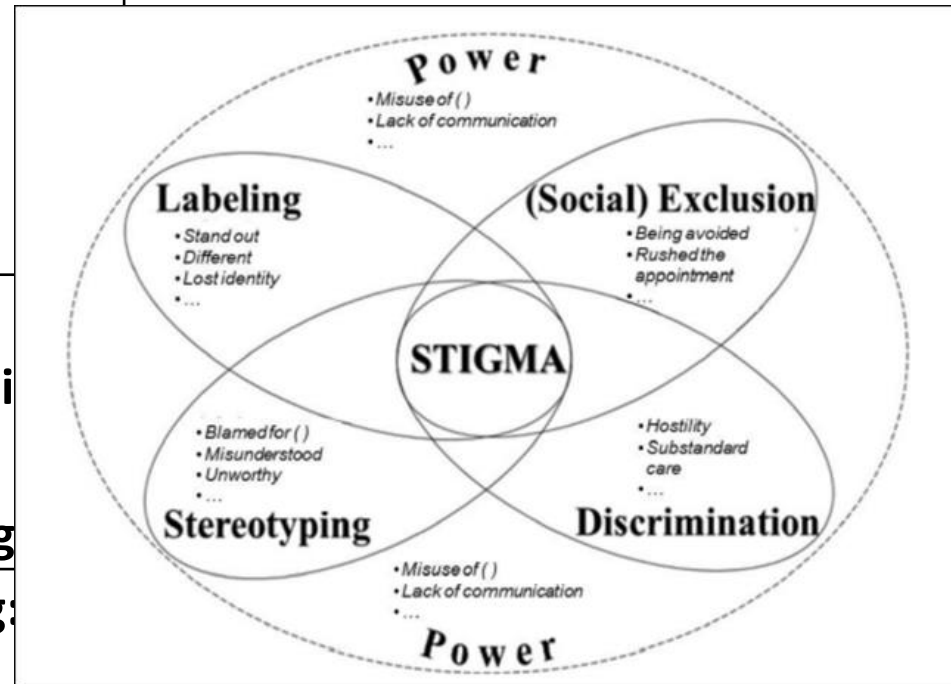 Power
• Misuse of ( )
• Lack of communication
• ...
Labeling
• Stand out
• Different
• Lost identity
• ...
(Social) Exclusion
• Being avoided
• Rushed the
appointment
• ...
STIGMA
• Blamed for ( )
• Misunderstood
• Unworthy
• ...
Stereotyping
• Hostility
• Substandard
care
• ...
Discrimination
• Misuse of ( )
• Lack of communication
• ...
Power
i
g
g: